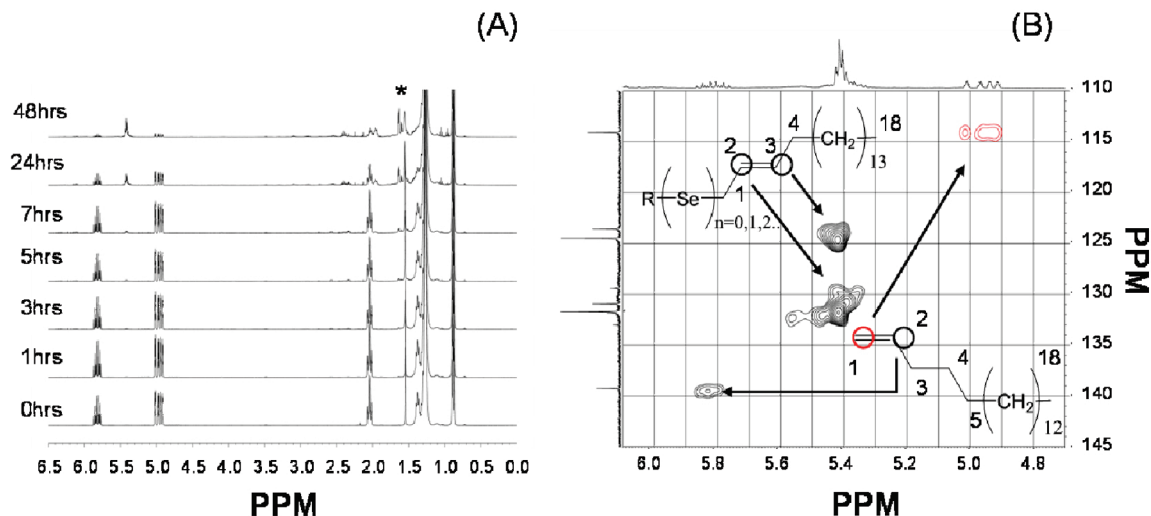 (A)
*
48hrs
24hrs
7hrs
5hrs
3hrs
1hrs
0hrs
6.5 6.0 5.5 5.0 4.5 4.0 3.5 3.0 2.5 2.0 1.5 1.0 0.5 0.0
PPM
(B)
110
115
120
125
130
135
140
145
PPM
4 18
2 3 (CH2)13
1
R(Se)n=0,1,2..
2
1 4 18
3
5 (CH2)12
6.0 5.8 5.6 5.4 5.2 5.0 4.8
PPM